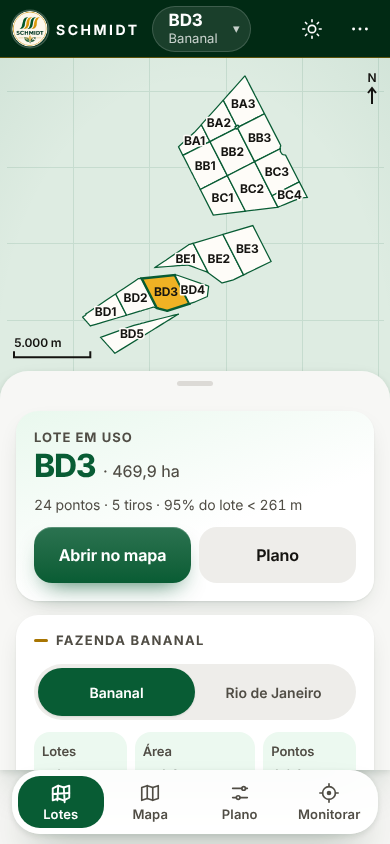 SCHMIDT
SCHMIDT
BD3
Bananal
N
BA3
BA2
BA1
BB3
BB2
BB1
BC3
BC2
BC4
BC1
BE3
BE2
BE1
BD4
BD3
BD2
BD1
BD5
5.000 m
LOTE EM USO
BD3 · 469,9 ha
24 pontos · 5 tiros · 95% do lote < 261 m
Abrir no mapa
Plano
FAZENDA BANANAL
Bananal
Rio de Janeiro
Lotes
Área
Pontos
Lotes
Mapa
Plano
Monitorar